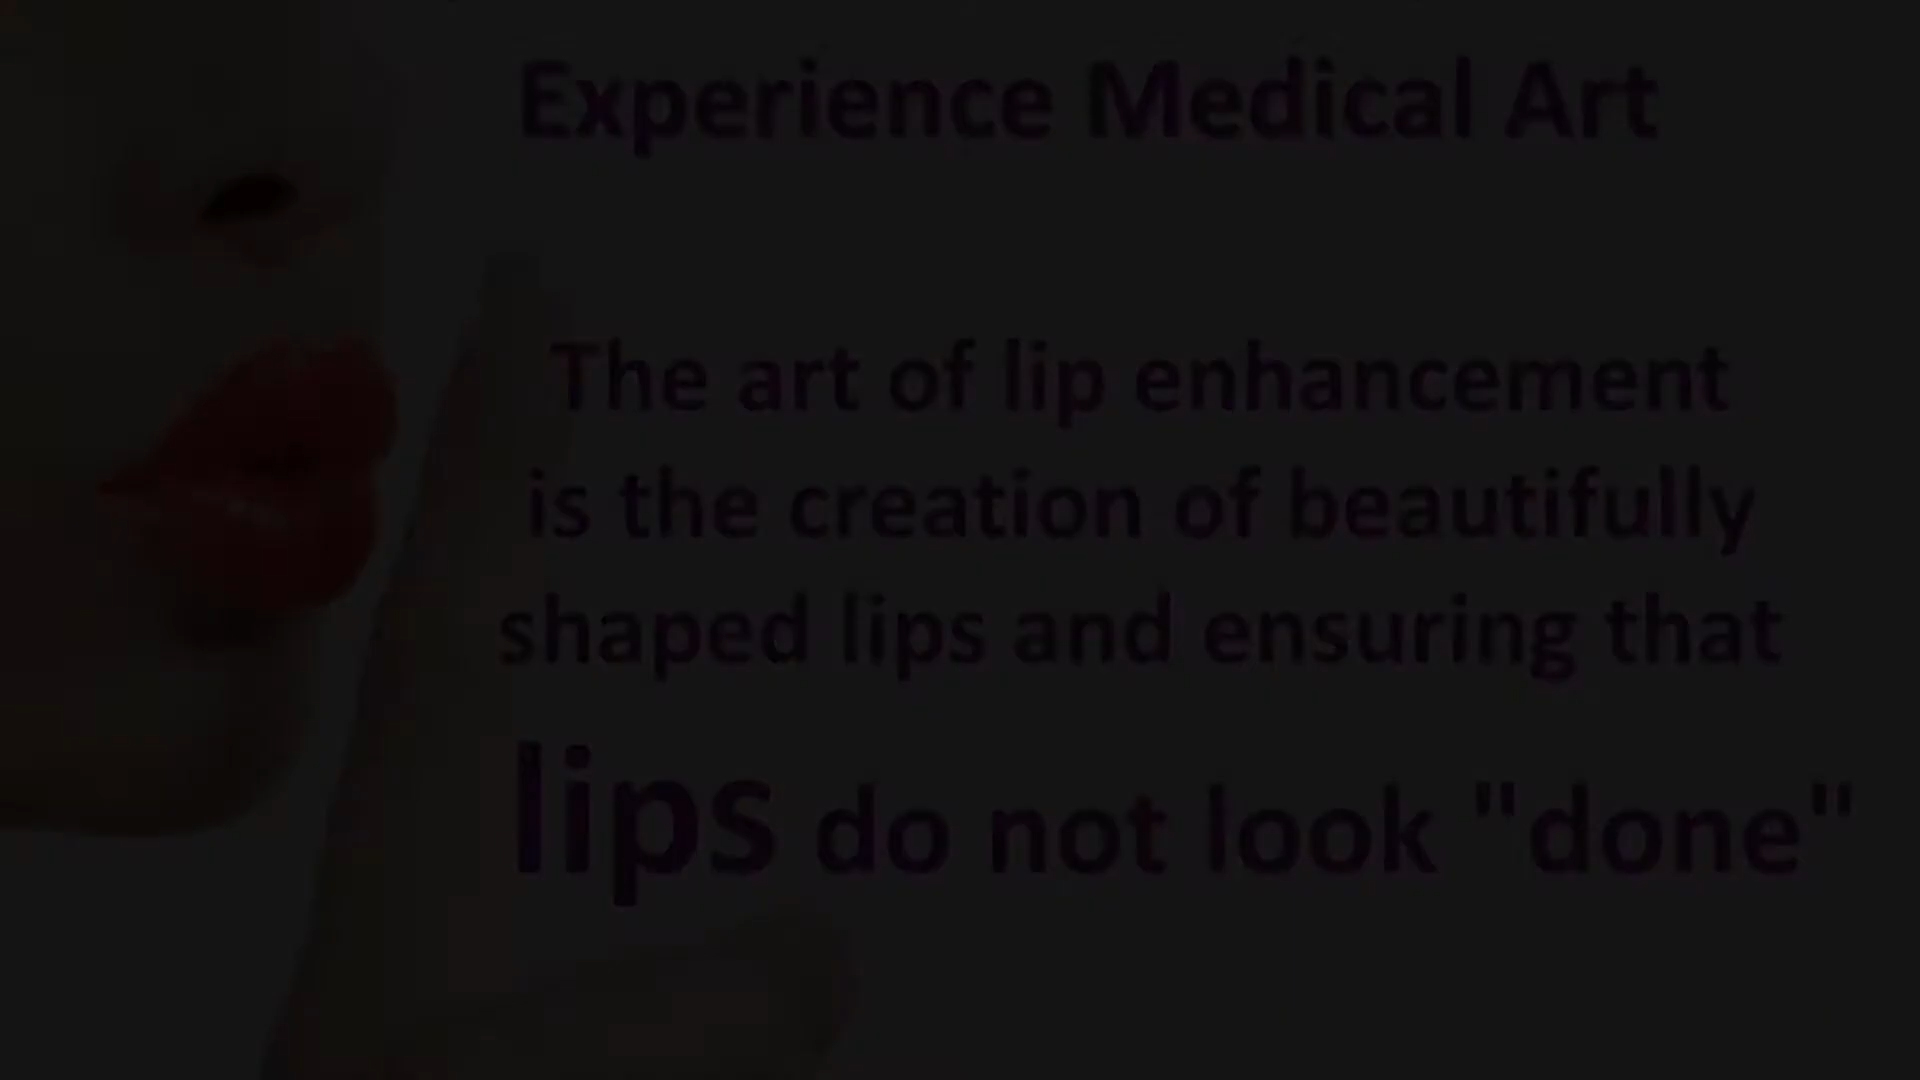 Experience Medical Art
The art of lip enhancement
is the creation of beautifully
shaped lips and ensuring that
lips do not look "done"